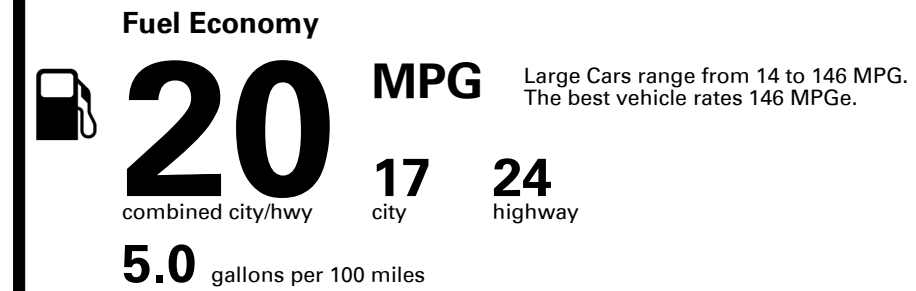 Fuel Economy
20 MPG
Large Cars range from 14 to 146 MPG.
The best vehicle rates 146 MPGe.
combined city/hwy
17
city
24
highway
5.0 gallons per 100 miles